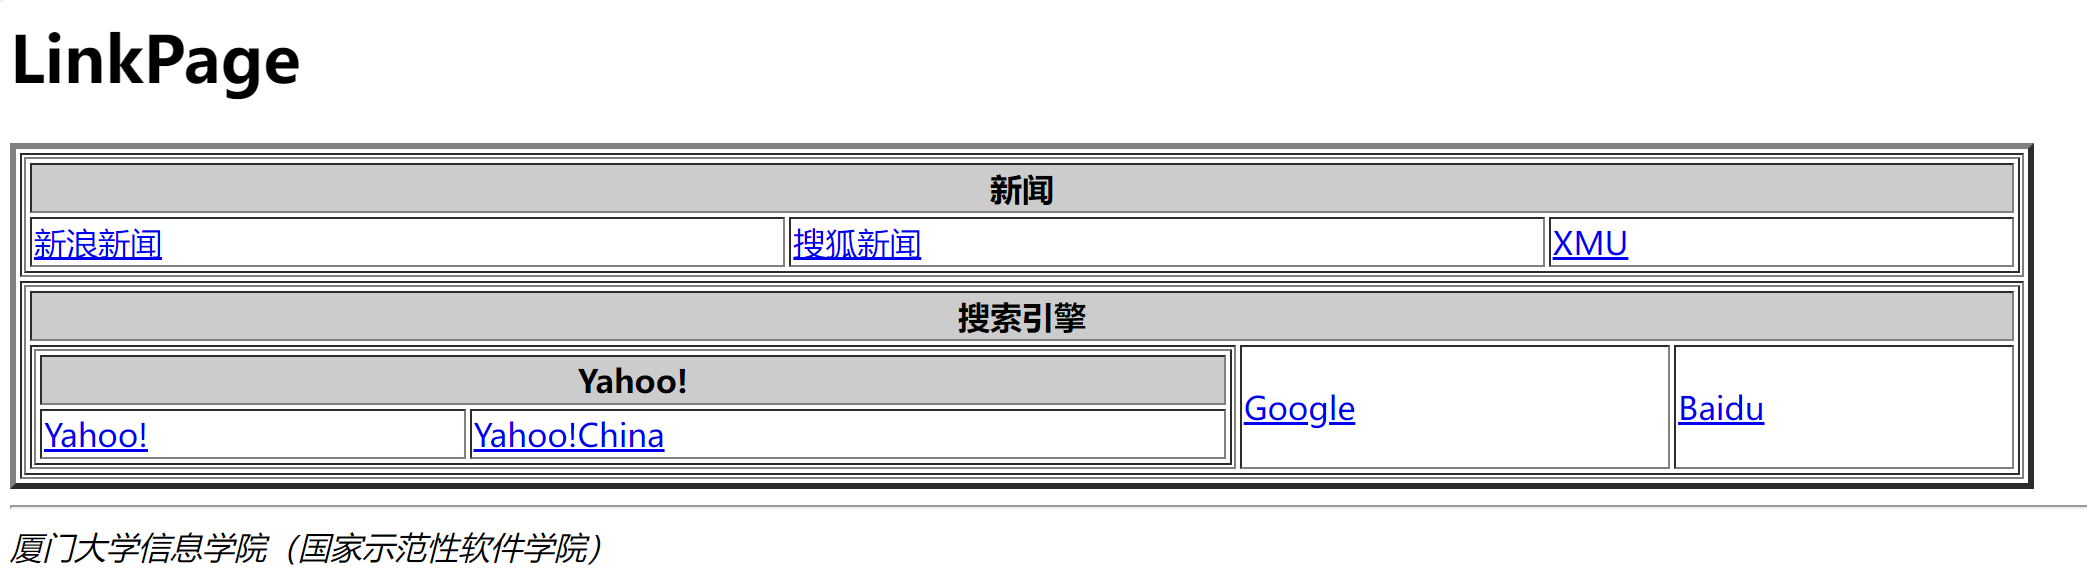 LinkPage
新闻
新浪新闻 搜狐新闻 XMU
搜索引擎
Yahoo!
Yahoo! Yahoo!China Google Baidu
厦门大学信息学院（国家示范性软件学院）